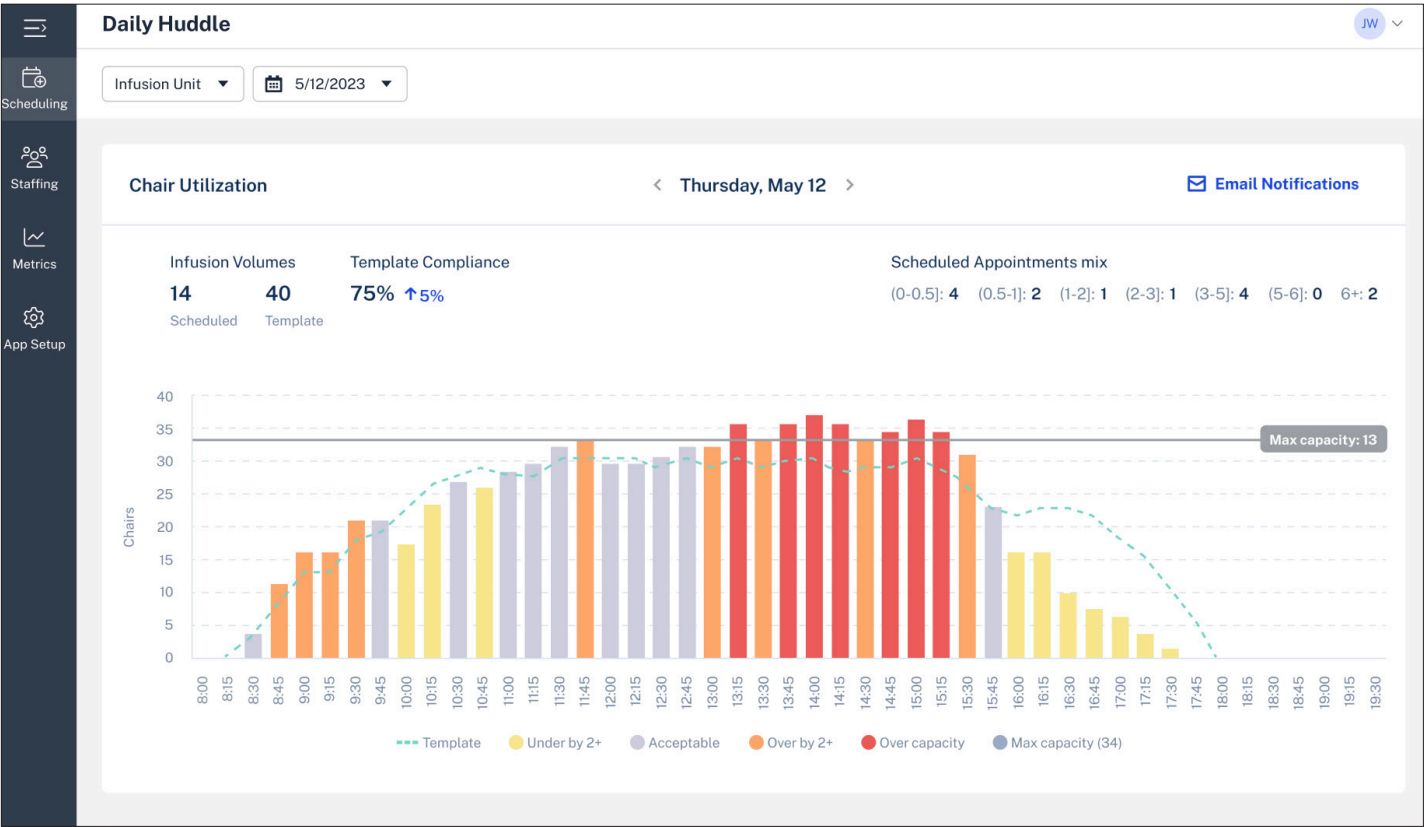 Daily Huddle
JW
Infusion Unit
5/12/2023
Scheduling
Staffing
Metrics
App Setup
Chair Utilization
Thursday, May 12
Email Notifications
Infusion Volumes
14
40
Scheduled
Template
Template Compliance
75% ↑5%
Scheduled Appointments mix
(0-0.5]: 4 (0.5-1]: 2 (1-2]: 1 (2-3]: 1 (3-5]: 4 (5-6]: 0 6+: 2
Chairs
40
35
30
25
20
15
10
5
0
Max capacity: 13
8:00 8:15 8:30 8:45 9:00 9:15 9:30 9:45 10:00 10:15 10:30 10:45 11:00 11:15 11:30 11:45 12:00 12:15 12:30 12:45 13:00 13:15 13:30 13:45 14:00 14:15 14:30 14:45 15:00 15:15 15:30 15:45 16:00 16:15 16:30 16:45 17:00 17:15 17:30 17:45 18:00 18:15 18:30 18:45 19:00 19:15 19:30
Template Under by 2+ Acceptable Over by 2+ Over capacity Max capacity (34)